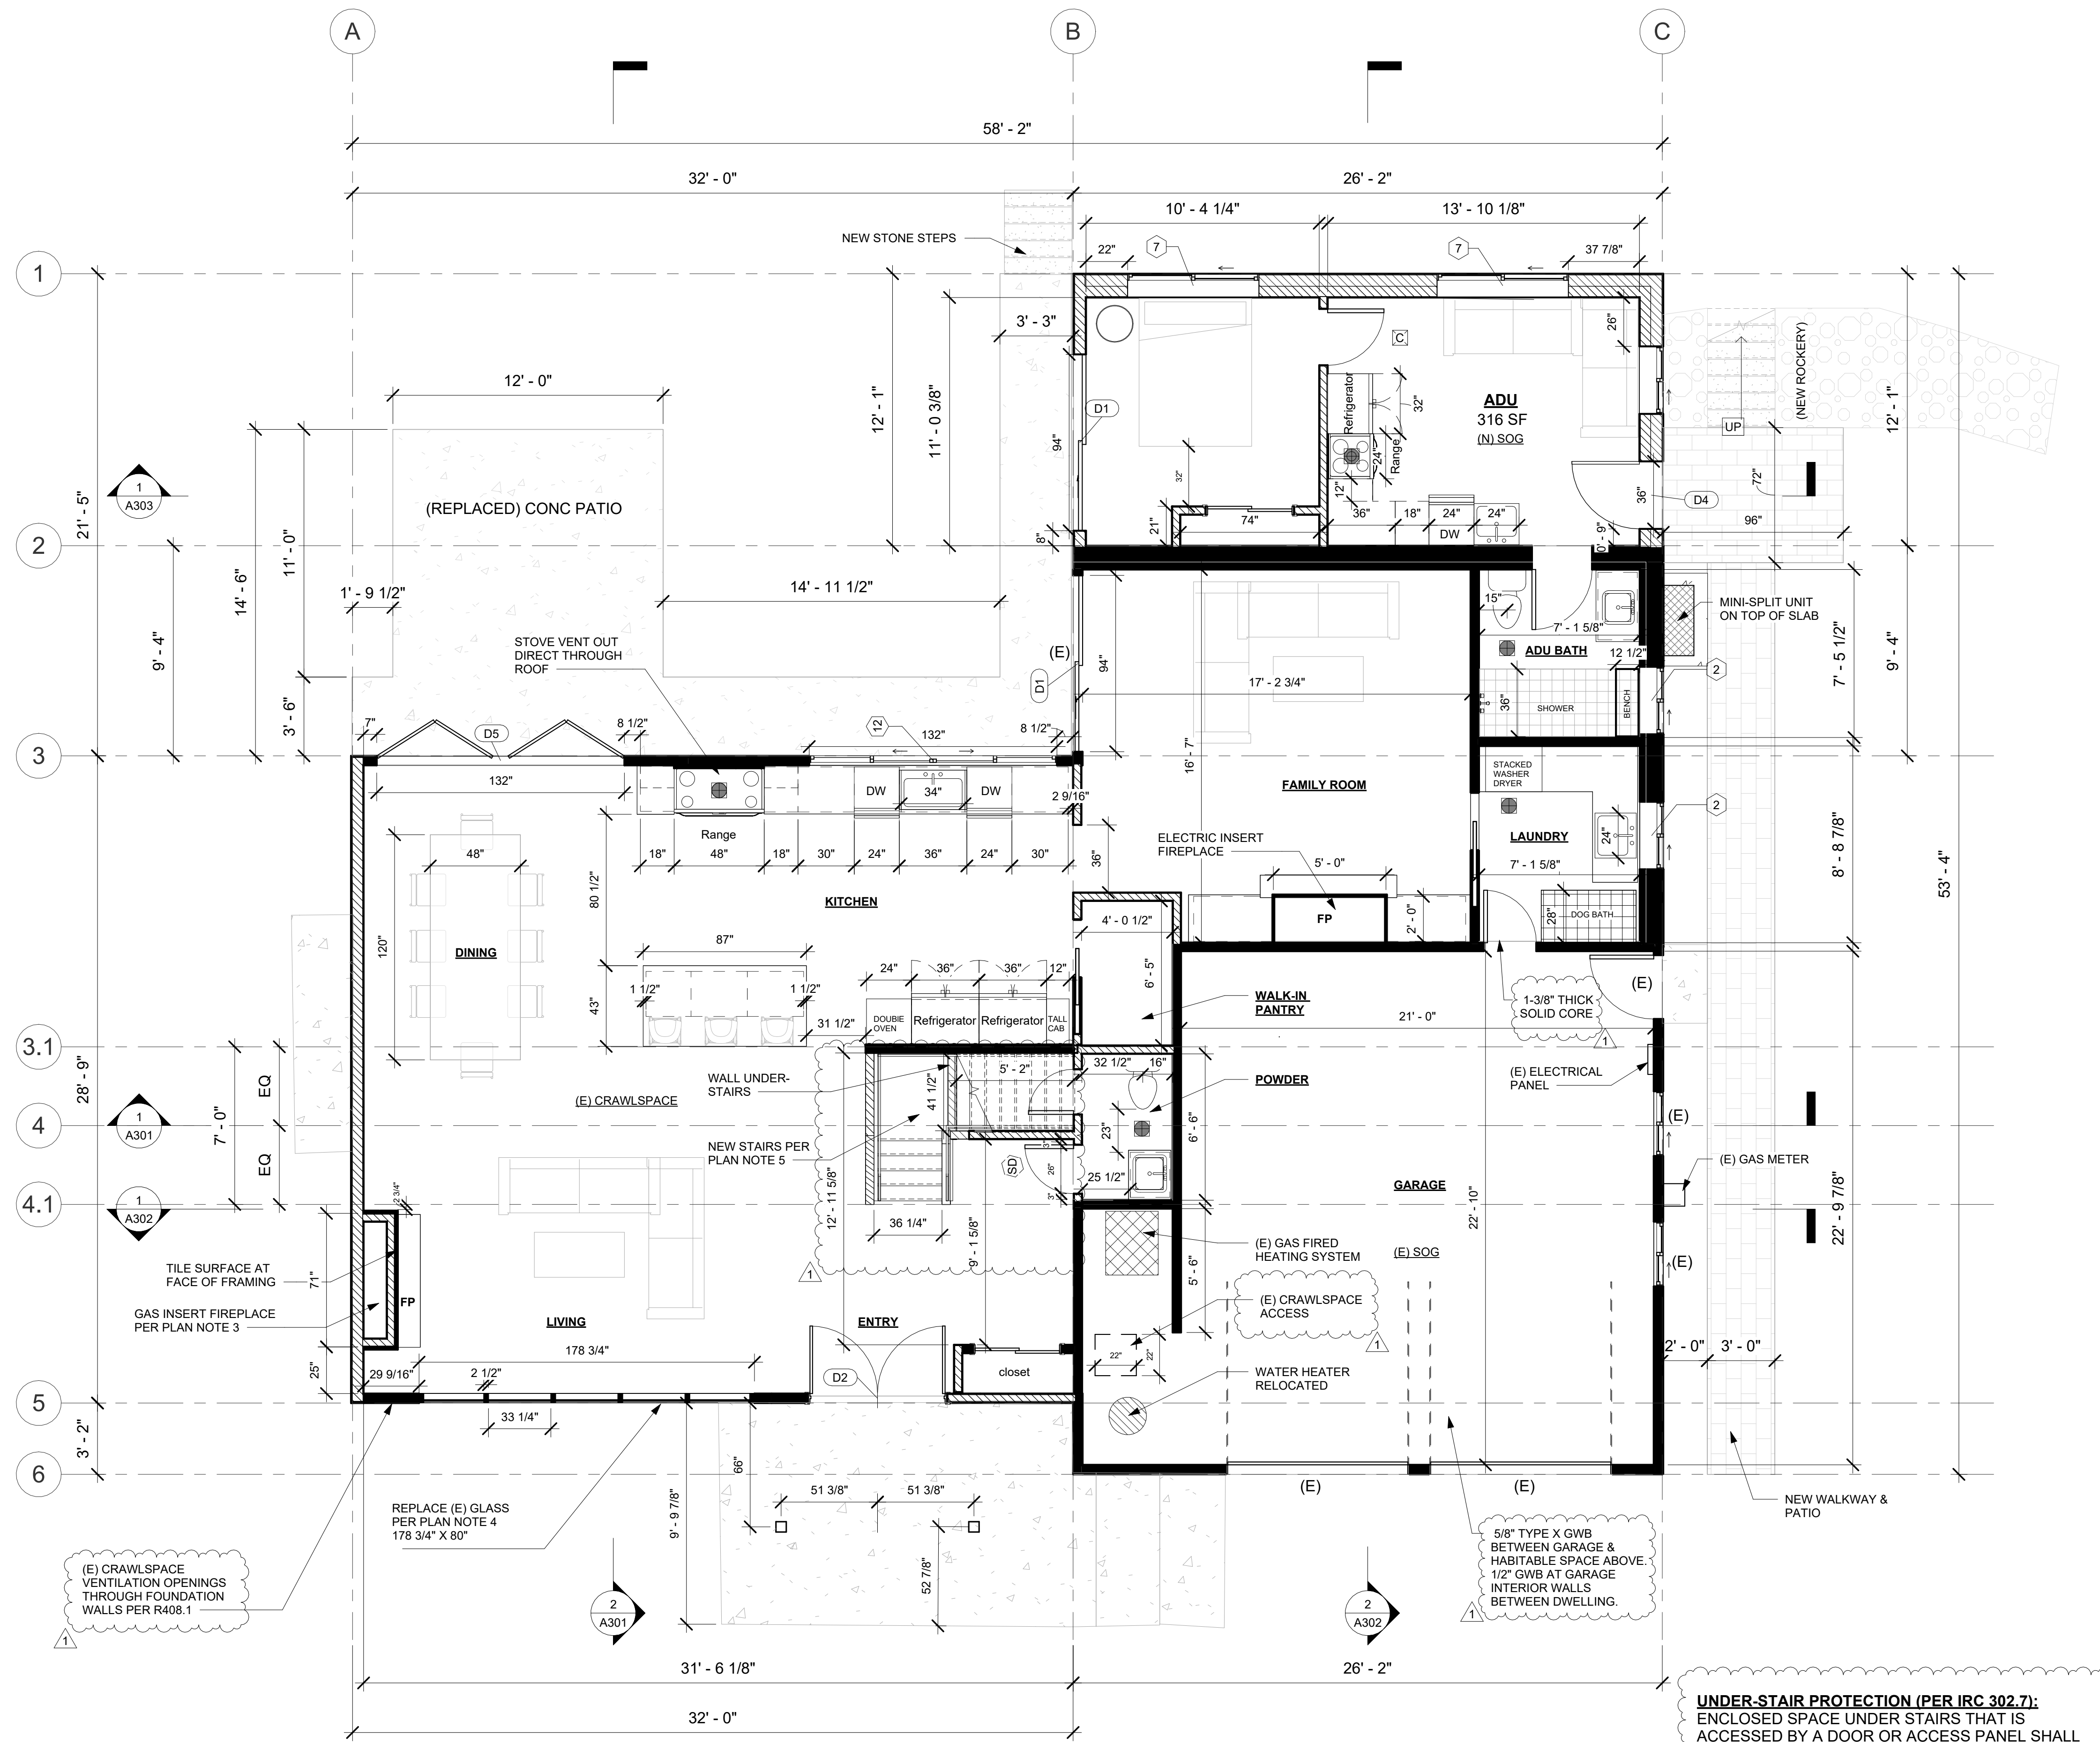 A
B
C
58' - 2"
32' - 0"
26' - 2"
10' - 4 1/4"
13' - 10 1/8"
NEW STONE STEPS
22"
7
7
37 7/8"
1
3' - 3"
26"
(NEW ROCKERY)
C
12' - 0"
12' - 1"
11' - 0 3/8"
D1
94"
Refrigerator
32"
ADU
316 SF
(N) SOG
12' - 1"
UP
24"
Range
32"
12"
72"
36"
D4
21' - 5"
1
A303
(REPLACED) CONC PATIO
14' - 6"
11' - 0"
21"
74"
36"
18"
24"
24"
DW
96"
2
8"
0' - 9"
1' - 9 1/2"
14' - 11 1/2"
15"
MINI-SPLIT UNIT
ON TOP OF SLAB
9' - 4"
STOVE VENT OUT
DIRECT THROUGH
ROOF
(E)
94"
D1
7' - 1 5/8"
ADU BATH
12 1/2"
2
7' - 5 1/2"
9' - 4"
17' - 2 3/4"
36"
SHOWER
BENCH
3' - 6"
7"
D5
8 1/2"
12
132"
8 1/2"
3
132"
16' - 7"
STACKED
WASHER
DRYER
DW
34"
DW
2 9/16"
FAMILY ROOM
2
Range
ELECTRIC INSERT
FIREPLACE
LAUNDRY
24"
48"
18"
48"
18"
30"
24"
36"
24"
30"
36"
5' - 0"
7' - 1 5/8"
8' - 8 7/8"
53' - 4"
80 1/2"
KITCHEN
4' - 0 1/2"
FP
2' - 0"
28"
DOG BATH
120"
DINING
87"
24"
36"
36"
12"
6' - 5"
(E)
43"
1 1/2"
1 1/2"
WALK-IN
PANTRY
1-3/8" THICK
SOLID CORE
1
31 1/2"
DOUBlE
OVEN
Refrigerator
Refrigerator
TALL
CAB
21' - 0"
3.1
28' - 9"
EQ
WALL UNDER-
STAIRS
5' - 2"
32 1/2"
16"
POWDER
(E) ELECTRICAL
PANEL
(E) CRAWLSPACE
41 1/2"
(E)
4
1
A301
7' - 0"
23"
6' - 6"
EQ
NEW STAIRS PER
PLAN NOTE 5
3"
SD
26"
3"
(E) GAS METER
25 1/2"
GARAGE
4.1
1
A302
2 3/4"
12' - 11 5/8"
36 1/4"
9' - 1 5/8"
22' - 10"
22' - 9 7/8"
(E) GAS FIRED
HEATING SYSTEM
(E) SOG
(E)
TILE SURFACE AT
FACE OF FRAMING
71"
1
5' - 6"
FP
GAS INSERT FIREPLACE
PER PLAN NOTE 3
(E) CRAWLSPACE
ACCESS
1
LIVING
ENTRY
178 3/4"
22"
22"
2' - 0"
3' - 0"
25"
29 9/16"
2 1/2"
D2
closet
WATER HEATER
RELOCATED
5
33 1/4"
3' - 2"
66"
6
(E)
(E)
51 3/8"
51 3/8"
NEW WALKWAY &
PATIO
REPLACE (E) GLASS
PER PLAN NOTE 4
178 3/4" X 80"
9' - 9 7/8"
5/8" TYPE X GWB
BETWEEN GARAGE &
HABITABLE SPACE ABOVE.
1/2" GWB AT GARAGE
INTERIOR WALLS
BETWEEN DWELLING.
1
52 7/8"
(E) CRAWLSPACE
VENTILATION OPENINGS
THROUGH FOUNDATION
WALLS PER R408.1
1
2
A301
2
A302
31' - 6 1/8"
26' - 2"
32' - 0"
UNDER-STAIR PROTECTION (PER IRC 302.7):
ENCLOSED SPACE UNDER STAIRS THAT IS
ACCESSED BY A DOOR OR ACCESS PANEL SHALL